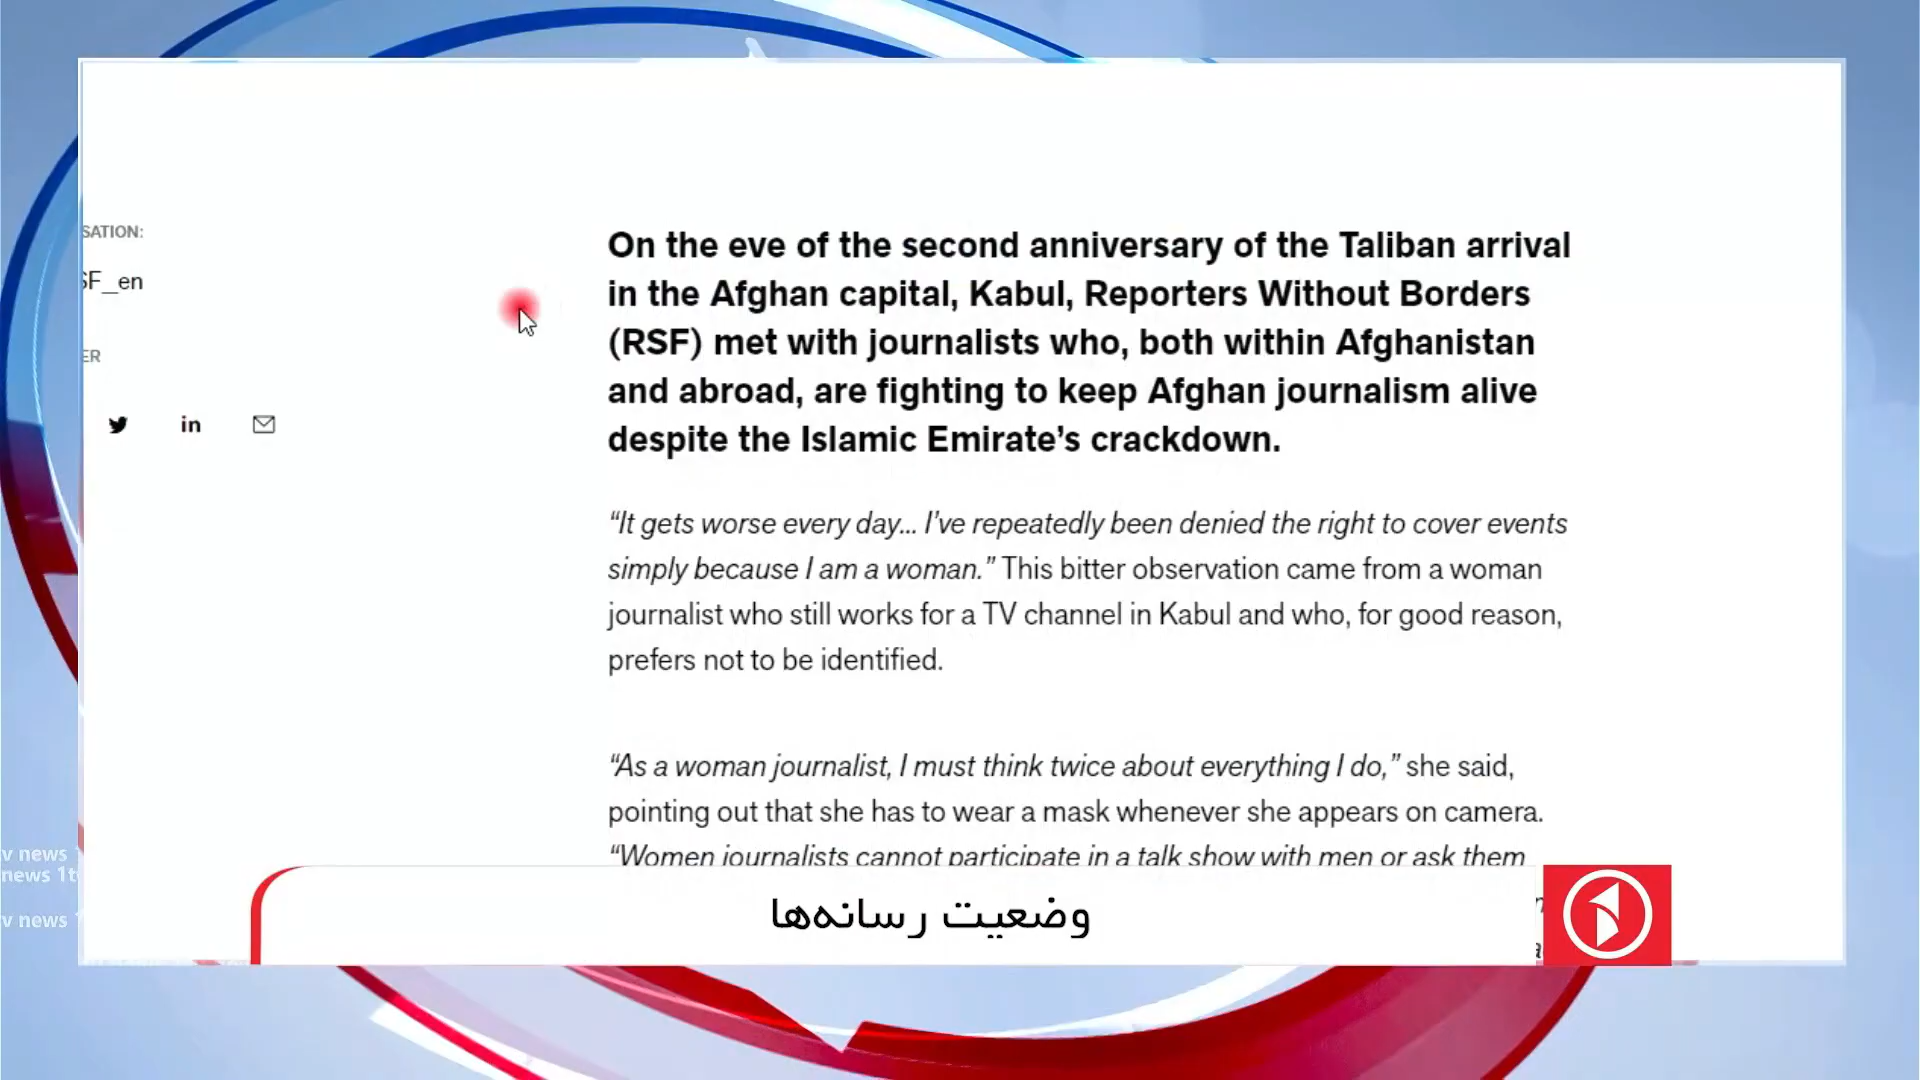 SATION:
SF_en
ER
in
On the eve of the second anniversary of the Taliban arrival
in the Afghan capital, Kabul, Reporters Without Borders
(RSF) met with journalists who, both within Afghanistan
and abroad, are fighting to keep Afghan journalism alive
despite the Islamic Emirate’s crackdown.
“It gets worse every day... I’ve repeatedly been denied the right to cover events
simply because I am a woman.” This bitter observation came from a woman
journalist who still works for a TV channel in Kabul and who, for good reason,
prefers not to be identified.
“As a woman journalist, I must think twice about everything I do,” she said,
pointing out that she has to wear a mask whenever she appears on camera.
“Women journalists cannot participate in a talk show with men or ask them
v news
news 1t
v news
وضعیت رسانه‌ها